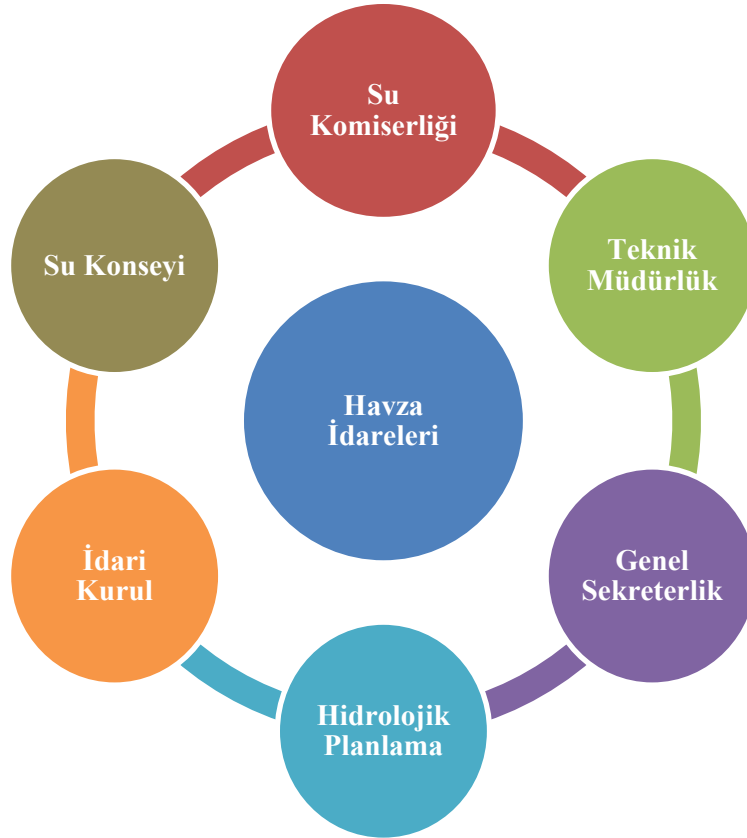 Su
Komiserliği
Teknik
Müdürlük
Su Konseyi
Havza
İdareleri
Genel
Sekreterlik
İdari
Kurul
Hidrolojik
Planlama